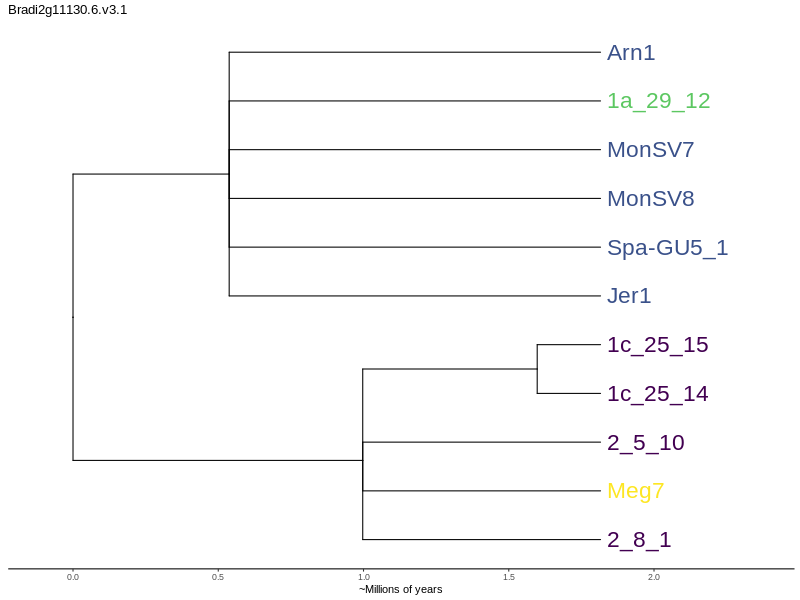 Bradi2g11130.6.v3.1
Arn1
1a_29_12
MonSV7
MonSV8
Spa-GU5_1
Jer1
1c_25_15
1c_25_14
2_5_10
Meg7
2_8_1
0.0 0.5 1.0 1.5 2.0
~Millions of years